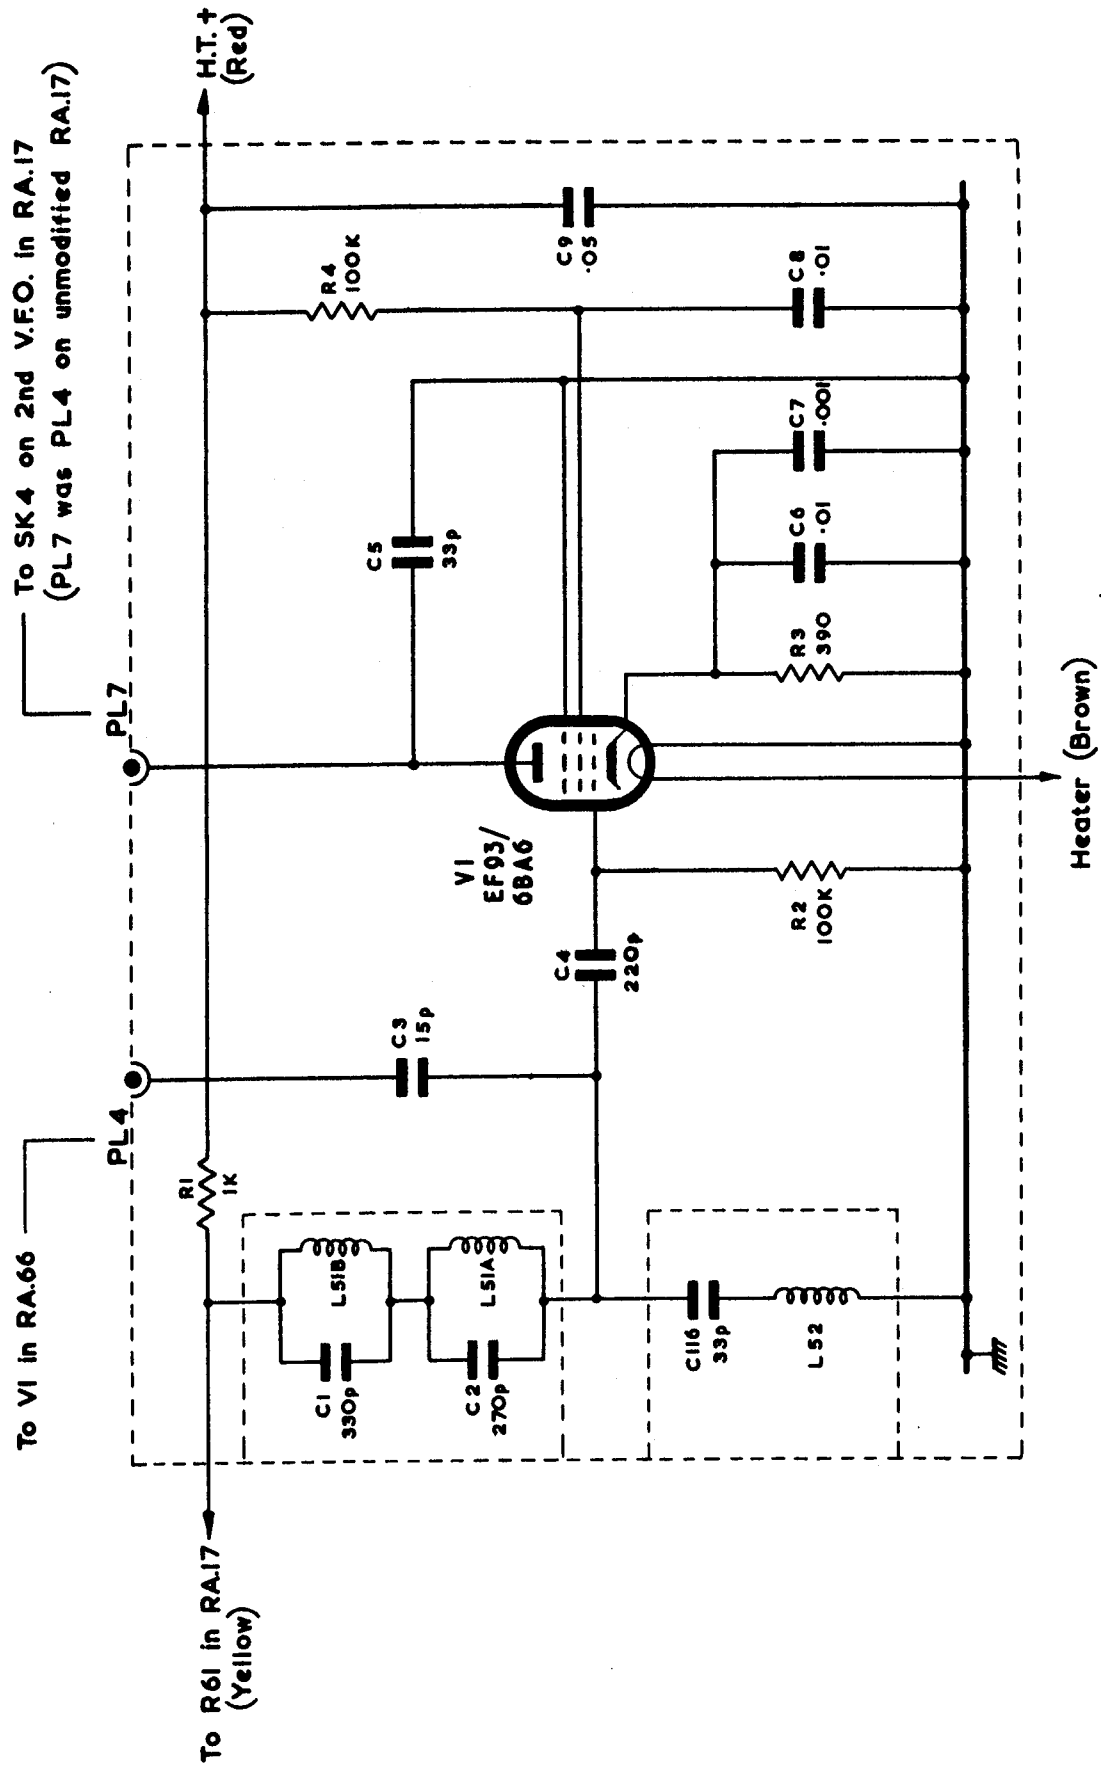 To SK4 on 2nd V.F.O. in RA.17
(PL7 was PL4 on unmodified RA.17)
To V1 in RA.66
PL4
PL7
H.T. +
(Red)
To R61 in RA.17
(Yellow)
R1
1K
R4
100K
L51B
C1
330p
L51A
C2
270p
C3
15p
C5
33p
V1
EF93/
6BA6
C4
220p
C9
.05
C116
33p
L52
R2
100K
R3
390
C6
.01
C7
.001
C8
.01
Heater (Brown)